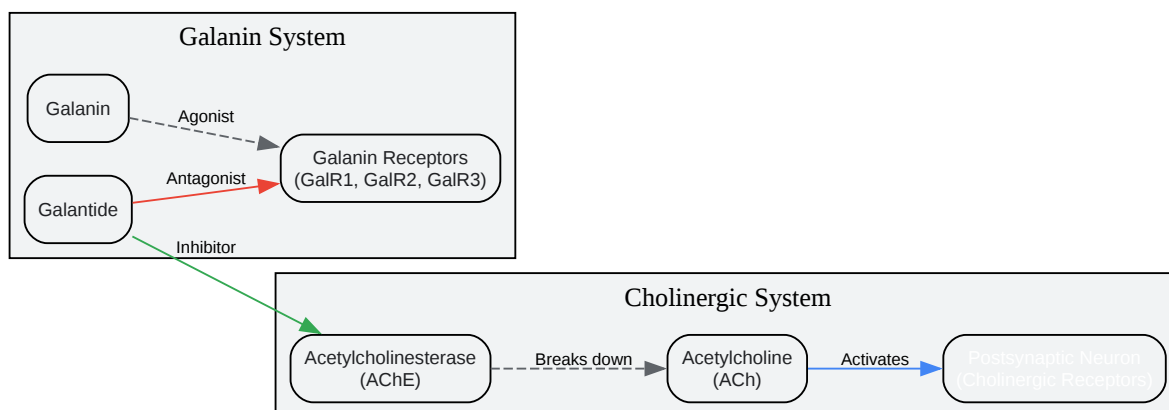 Galanin System
Galanin
Agonist
Galanin Receptors
(GalR1, GalR2, GalR3)
Antagonist
Galantide
Inhibitor
Cholinergic System
Acetylcholinesterase
(AChE)
Breaks down
Acetylcholine
(ACh)
Activates
Postsynaptic Neuron
(Cholinergic Receptors)